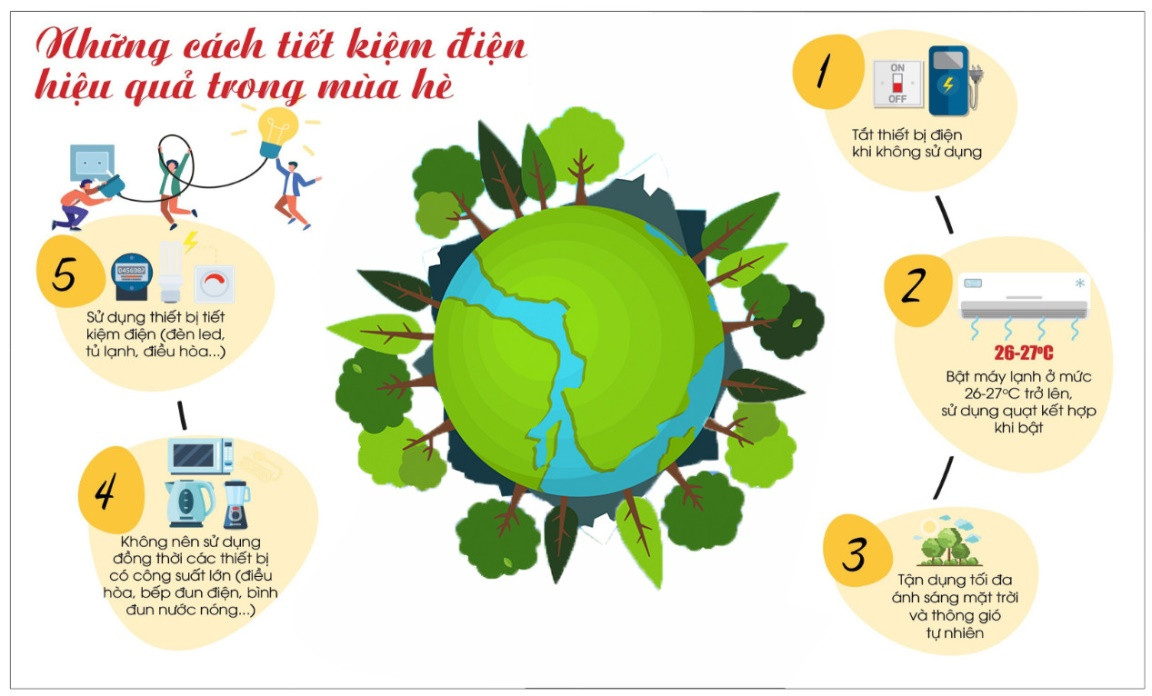 Những cách tiết kiệm điện
hiệu quả trong mùa hè
1
ON
OFF
Tắt thiết bị điện
khi không sử dụng
2
26-27ºC
Bật máy lạnh ở mức
26-27ºC trở lên,
sử dụng quạt kết hợp
khi bật
3
Tận dụng tối đa
ánh sáng mặt trời
và thông gió
tự nhiên
4
Không nên sử dụng
đồng thời các thiết bị
có công suất lớn (điều
hòa, bếp đun điện, bình
đun nước nóng...)
5
Sử dụng thiết bị tiết
kiệm điện (đèn led,
tủ lạnh, điều hòa...)